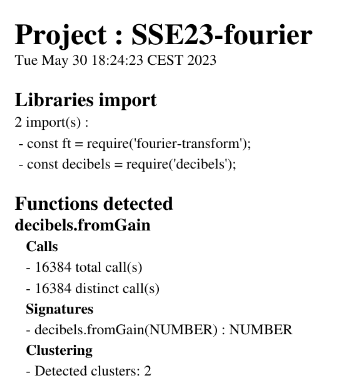 Project : SSE23-fourier
Tue May 30 18:24:23 CEST 2023
Libraries import
2 import(s) :
- const ft = require('fourier-transform');
- const decibels = require('decibels');
Functions detected
decibels.fromGain
Calls
- 16384 total call(s)
- 16384 distinct call(s)
Signatures
- decibels.fromGain(NUMBER) : NUMBER
Clustering
- Detected clusters: 2